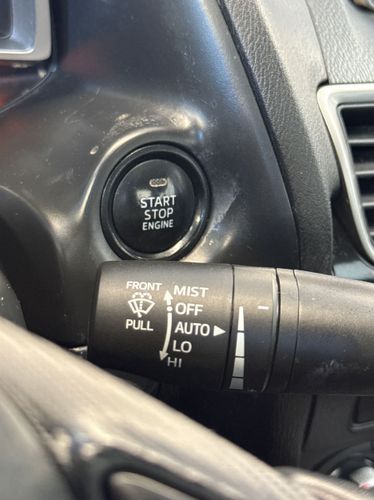 START
STOP
ENGINE
FRONT
PULL
MIST
OFF
AUTO
LO
HI